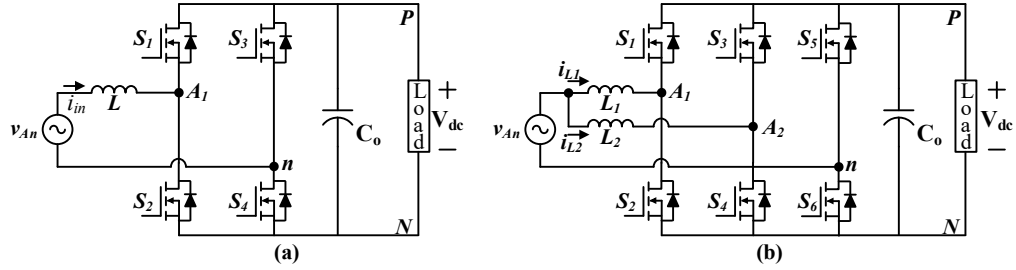 P
S1
S3
A1
iin
L
vAn
n
Co
Load
+
Vdc
−
S2
S4
N
(a)
P
S1
S3
S5
iL1
L1
A1
vAn
iL2
L2
A2
n
Co
Load
+
Vdc
−
S2
S4
S6
N
(b)